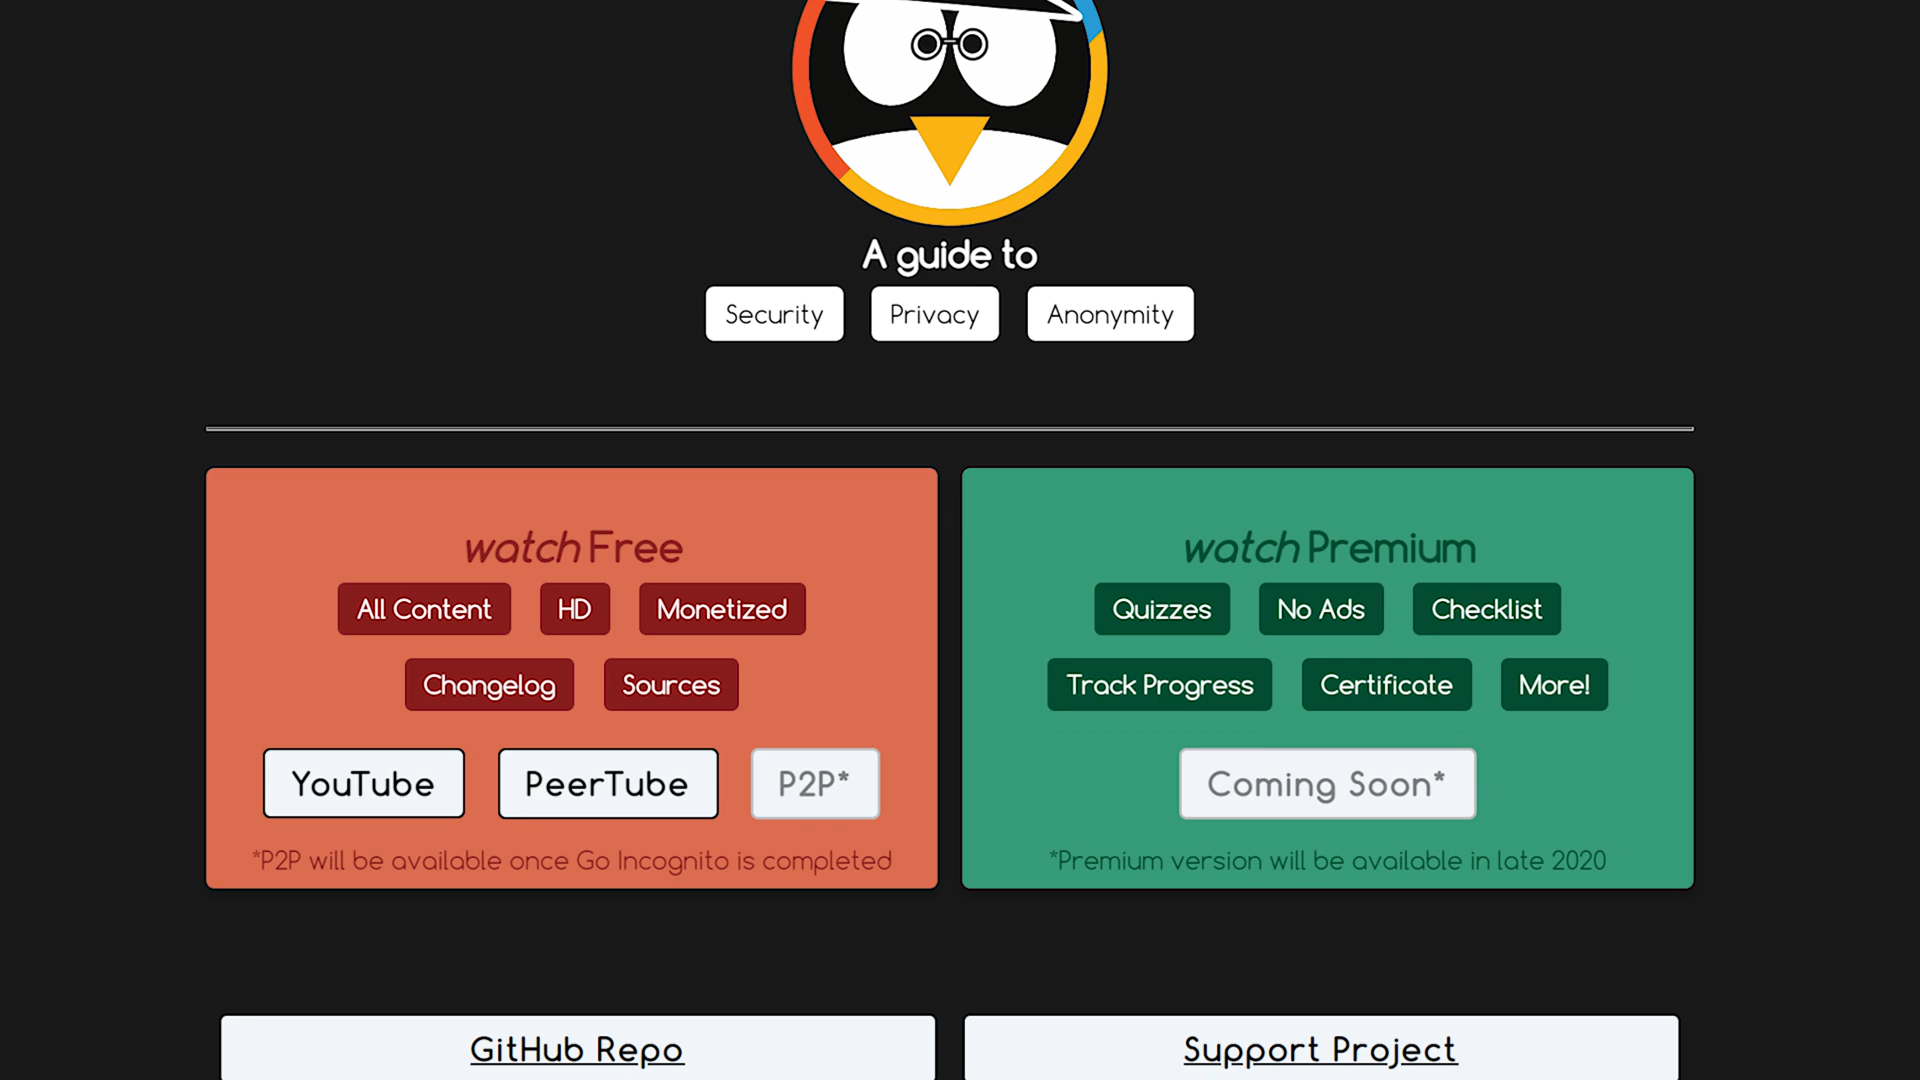 A guide to
Security Privacy Anonymity
watch Free
All Content HD Monetized
Changelog Sources
YouTube PeerTube P2P*
*P2P will be available once Go Incognito is completed
watch Premium
Quizzes No Ads Checklist
Track Progress Certificate More!
Coming Soon*
*Premium version will be available in late 2020
GitHub Repo
Support Project